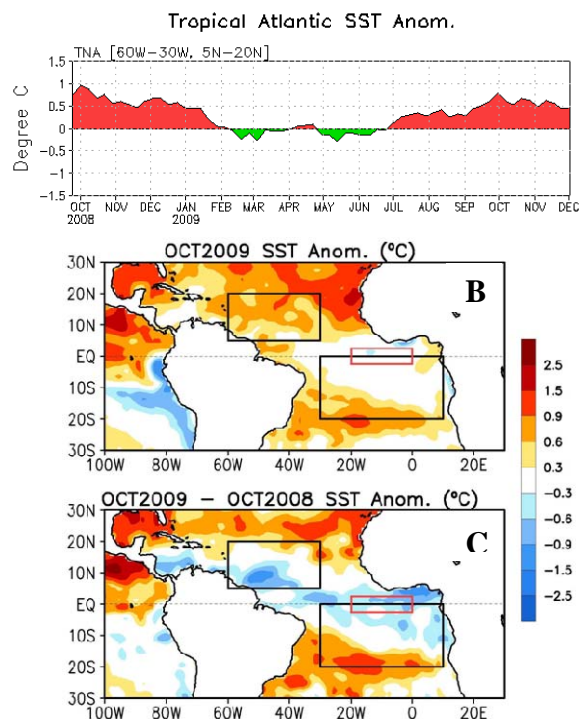 Tropical Atlantic SST Anom.
TNA [60W-30W, 5N-20N]
Degree C
1.5
1
0.5
0
-0.5
-1
-1.5
OCT NOV DEC JAN FEB MAR APR MAY JUN JUL AUG SEP OCT NOV DEC
2008 2009
OCT2009 SST Anom. (°C)
B
30N
20N
10N
EQ
10S
20S
30S
100W 80W 60W 40W 20W 0 20E
OCT2009 - OCT2008 SST Anom. (°C)
C
30N
20N
10N
EQ
10S
20S
30S
100W 80W 60W 40W 20W 0 20E
2.5
1.5
0.9
0.6
0.3
-0.3
-0.6
-0.9
-1.5
-2.5